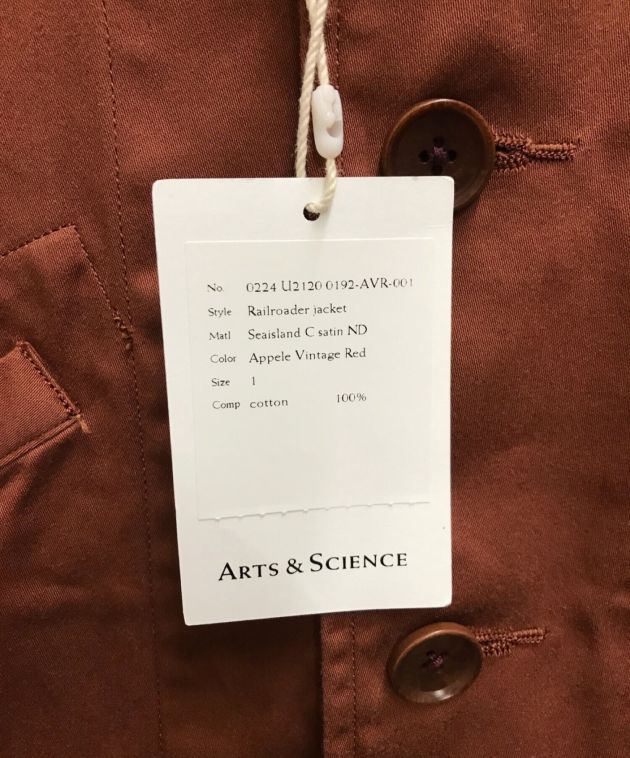 No. 0224 U2120 0192-AVR-001
Style Railroader jacket
Matl Seaisland C satin ND
Color Appele Vintage Red
Size 1
Comp cotton 100%
ARTS & SCIENCE